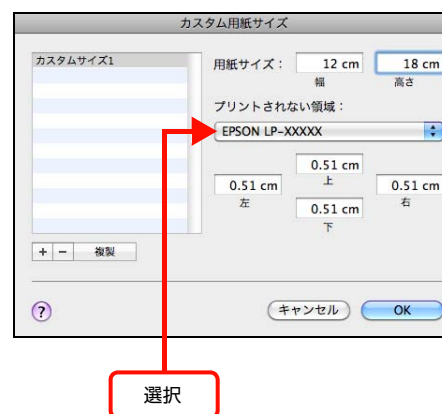 カスタム用紙サイズ
カスタムサイズ1
用紙サイズ： 12 cm 18 cm
幅 高さ
プリントされない領域：
EPSON LP-XXXXX
0.51 cm
上
0.51 cm 0.51 cm
左 右
0.51 cm
下
+ − 複製
? キャンセル OK
選択